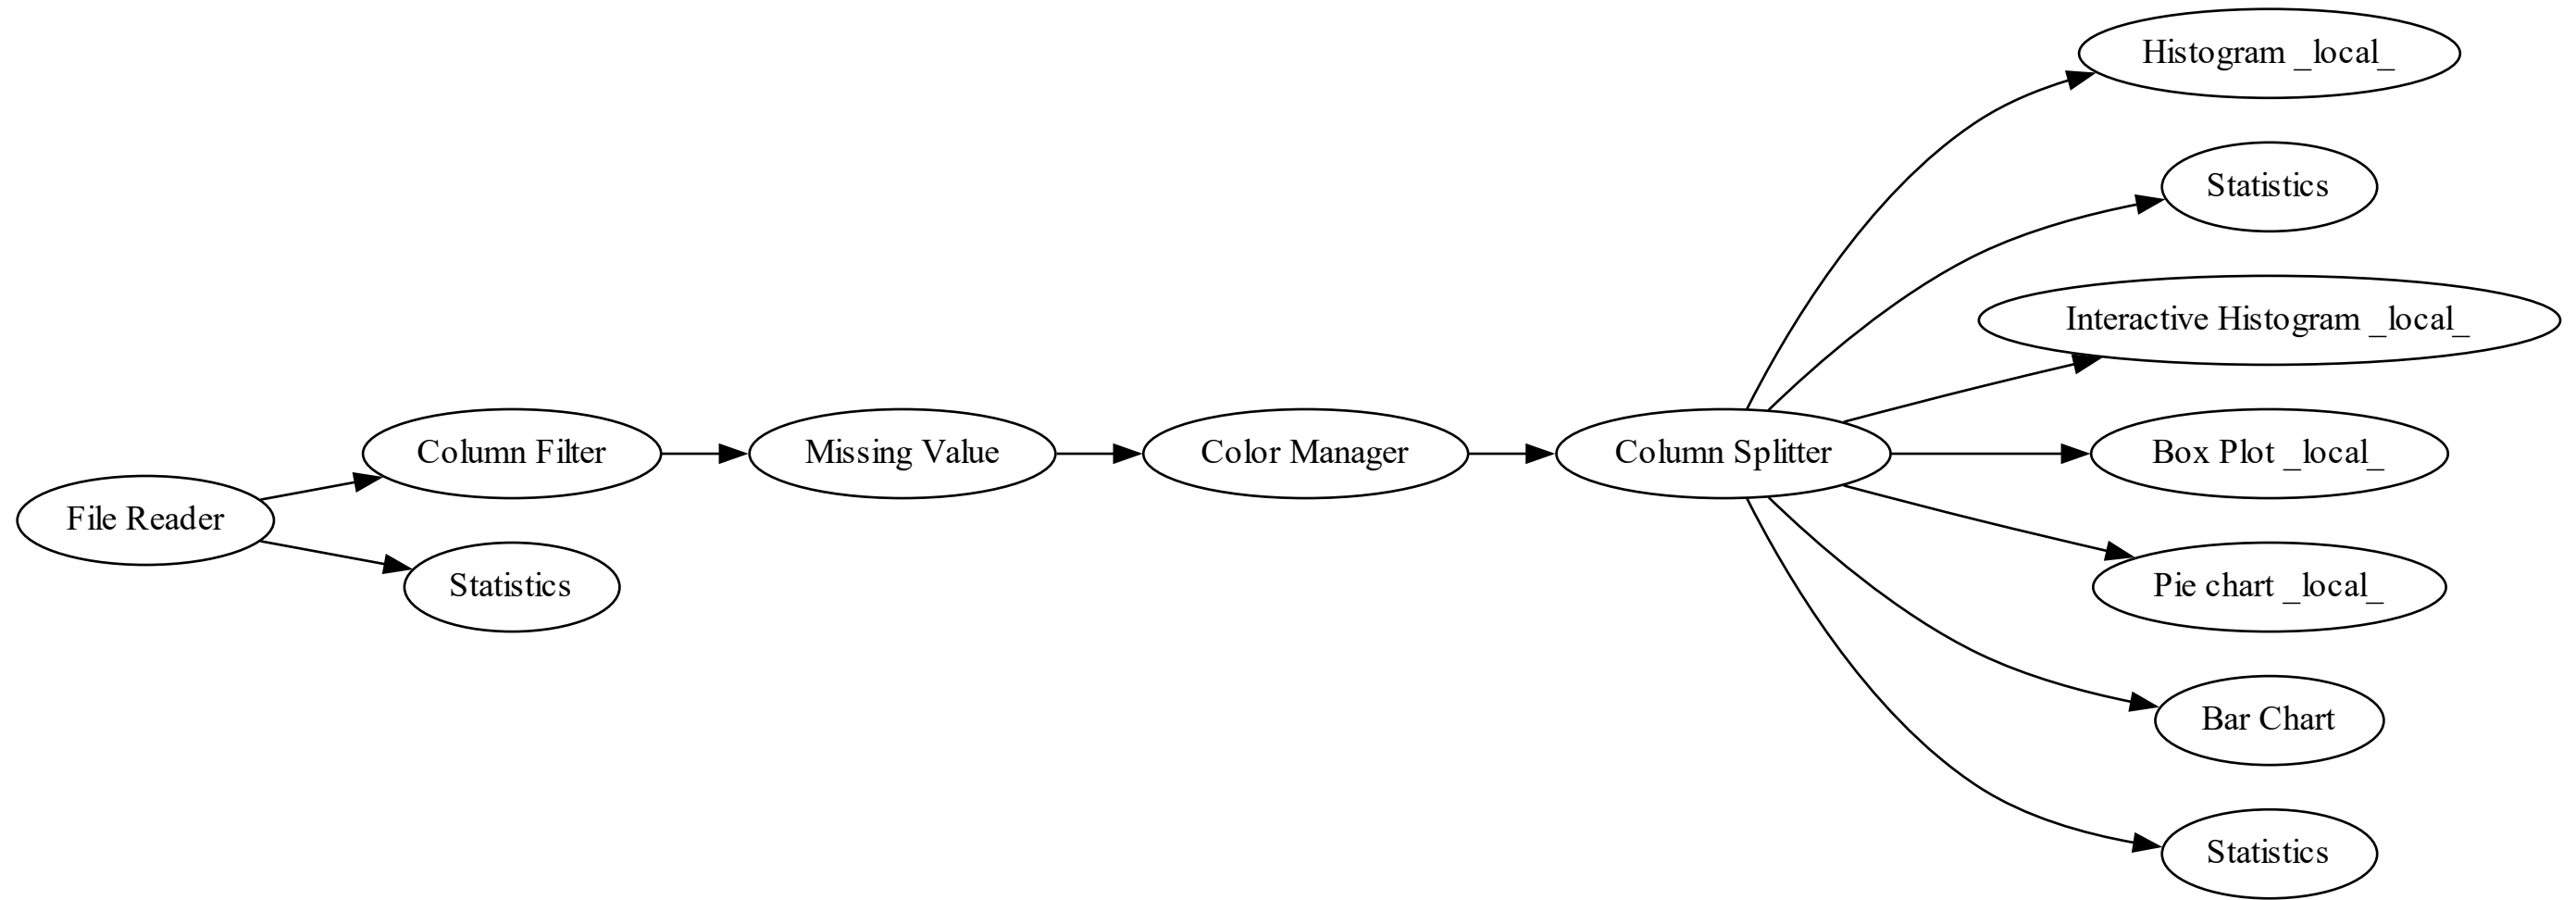 File Reader
Column Filter
Statistics
Missing Value
Color Manager
Column Splitter
Histogram _local_
Statistics
Interactive Histogram _local_
Box Plot _local_
Pie chart _local_
Bar Chart
Statistics